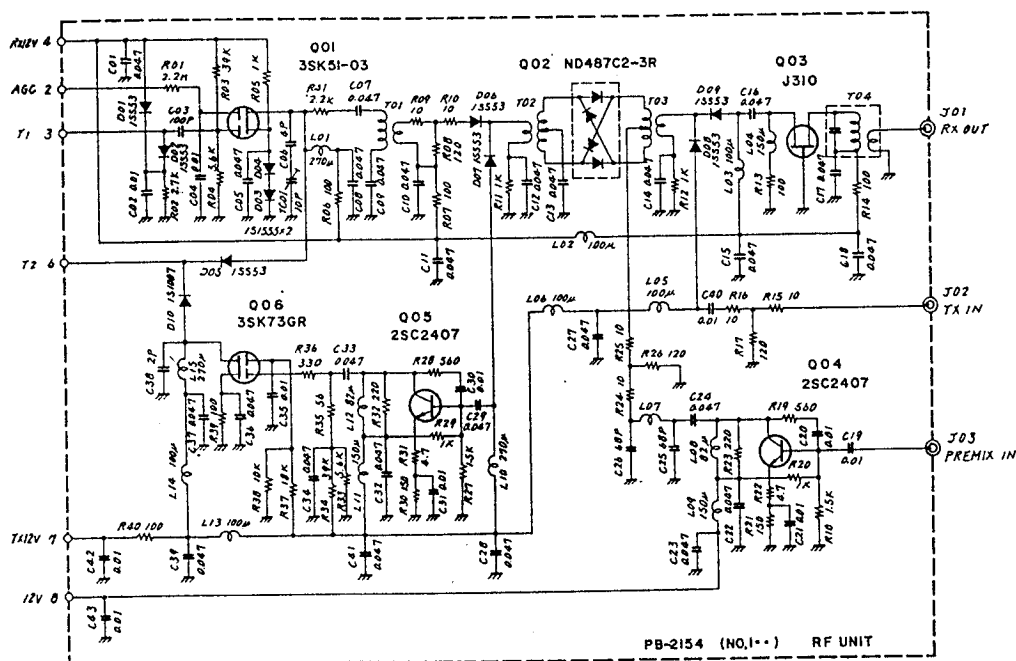 RX12V 4
AGC 2
T1 3
T2 6
TX12V 7
12V 8
Q01
3SK51-03
Q02 ND487C2-3R
Q03
J310
Q06
3SK73GR
Q05
2SC2407
Q04
2SC2407
J01
RX OUT
J02
TX IN
J03
PREMIX IN
C01
0.047
R01
2.2K
D01
1SS53
C03
100P
D02
1SS53
C02 0.01
R02 2.7K
C04
0.01
R03 39K
R04
5.6K
R05 1K
C05
0.047
D04
D03
1S1555×2
C06 6P
TC01
10P
R31
2.2K
L01
270μ
C07
0.047
R06 100
C08
0.047
C09
0.047
T01
R09
10
R10
10
R08
120
R07 100
C10 0.047
C11
0.047
D06
1SS53
D07 1SS53
T02
R11 1K
C12 0.047
C13
0.047
T03
C14 0.047
R12 1K
D09
1SS53
D08
1SS53
C16
0.047
L03 100μ
L04
150μ
R13
100
C15
0.047
T04
C17 0.047
R14
100
C18
0.047
L02
100μ
D05 1SS53
D10 1S1007
C38 2P
L15
270μ
C37 0.047
R39 100
C36 0.047
C35 0.01
L14 100μ
R36
330
C33
0.047
R35 56
R38 10K
R37 18K
C34
0.047
R34 39K
R33 5.6K
L12 82μ
L11 150μ
R32 220
C32
0.047
R28 560
C30
0.01
R29
1K
C29
0.047
R31
4.7
R30 150
C31 0.01
R27
1.5K
L10 270μ
L06 100μ
C27
0.047
L05
100μ
C40
0.01
R16
10
R15 10
R17
120
R25 10
R26 120
R24 10
L07
C24
0.047
C26 68P
C25 68P
L08
82μ
R23 220
R19 560
C20
0.01
C19
0.01
R20
1K
L09
150μ
C22
0.047
R21
150
R22
4.7
C21 0.01
R18
1.5K
C23
0.047
R40 100
L13 100μ
C42
0.01
C39
0.047
C41
0.047
C28
0.047
C43
0.01
PB-2154 (NO,1••) RF UNIT